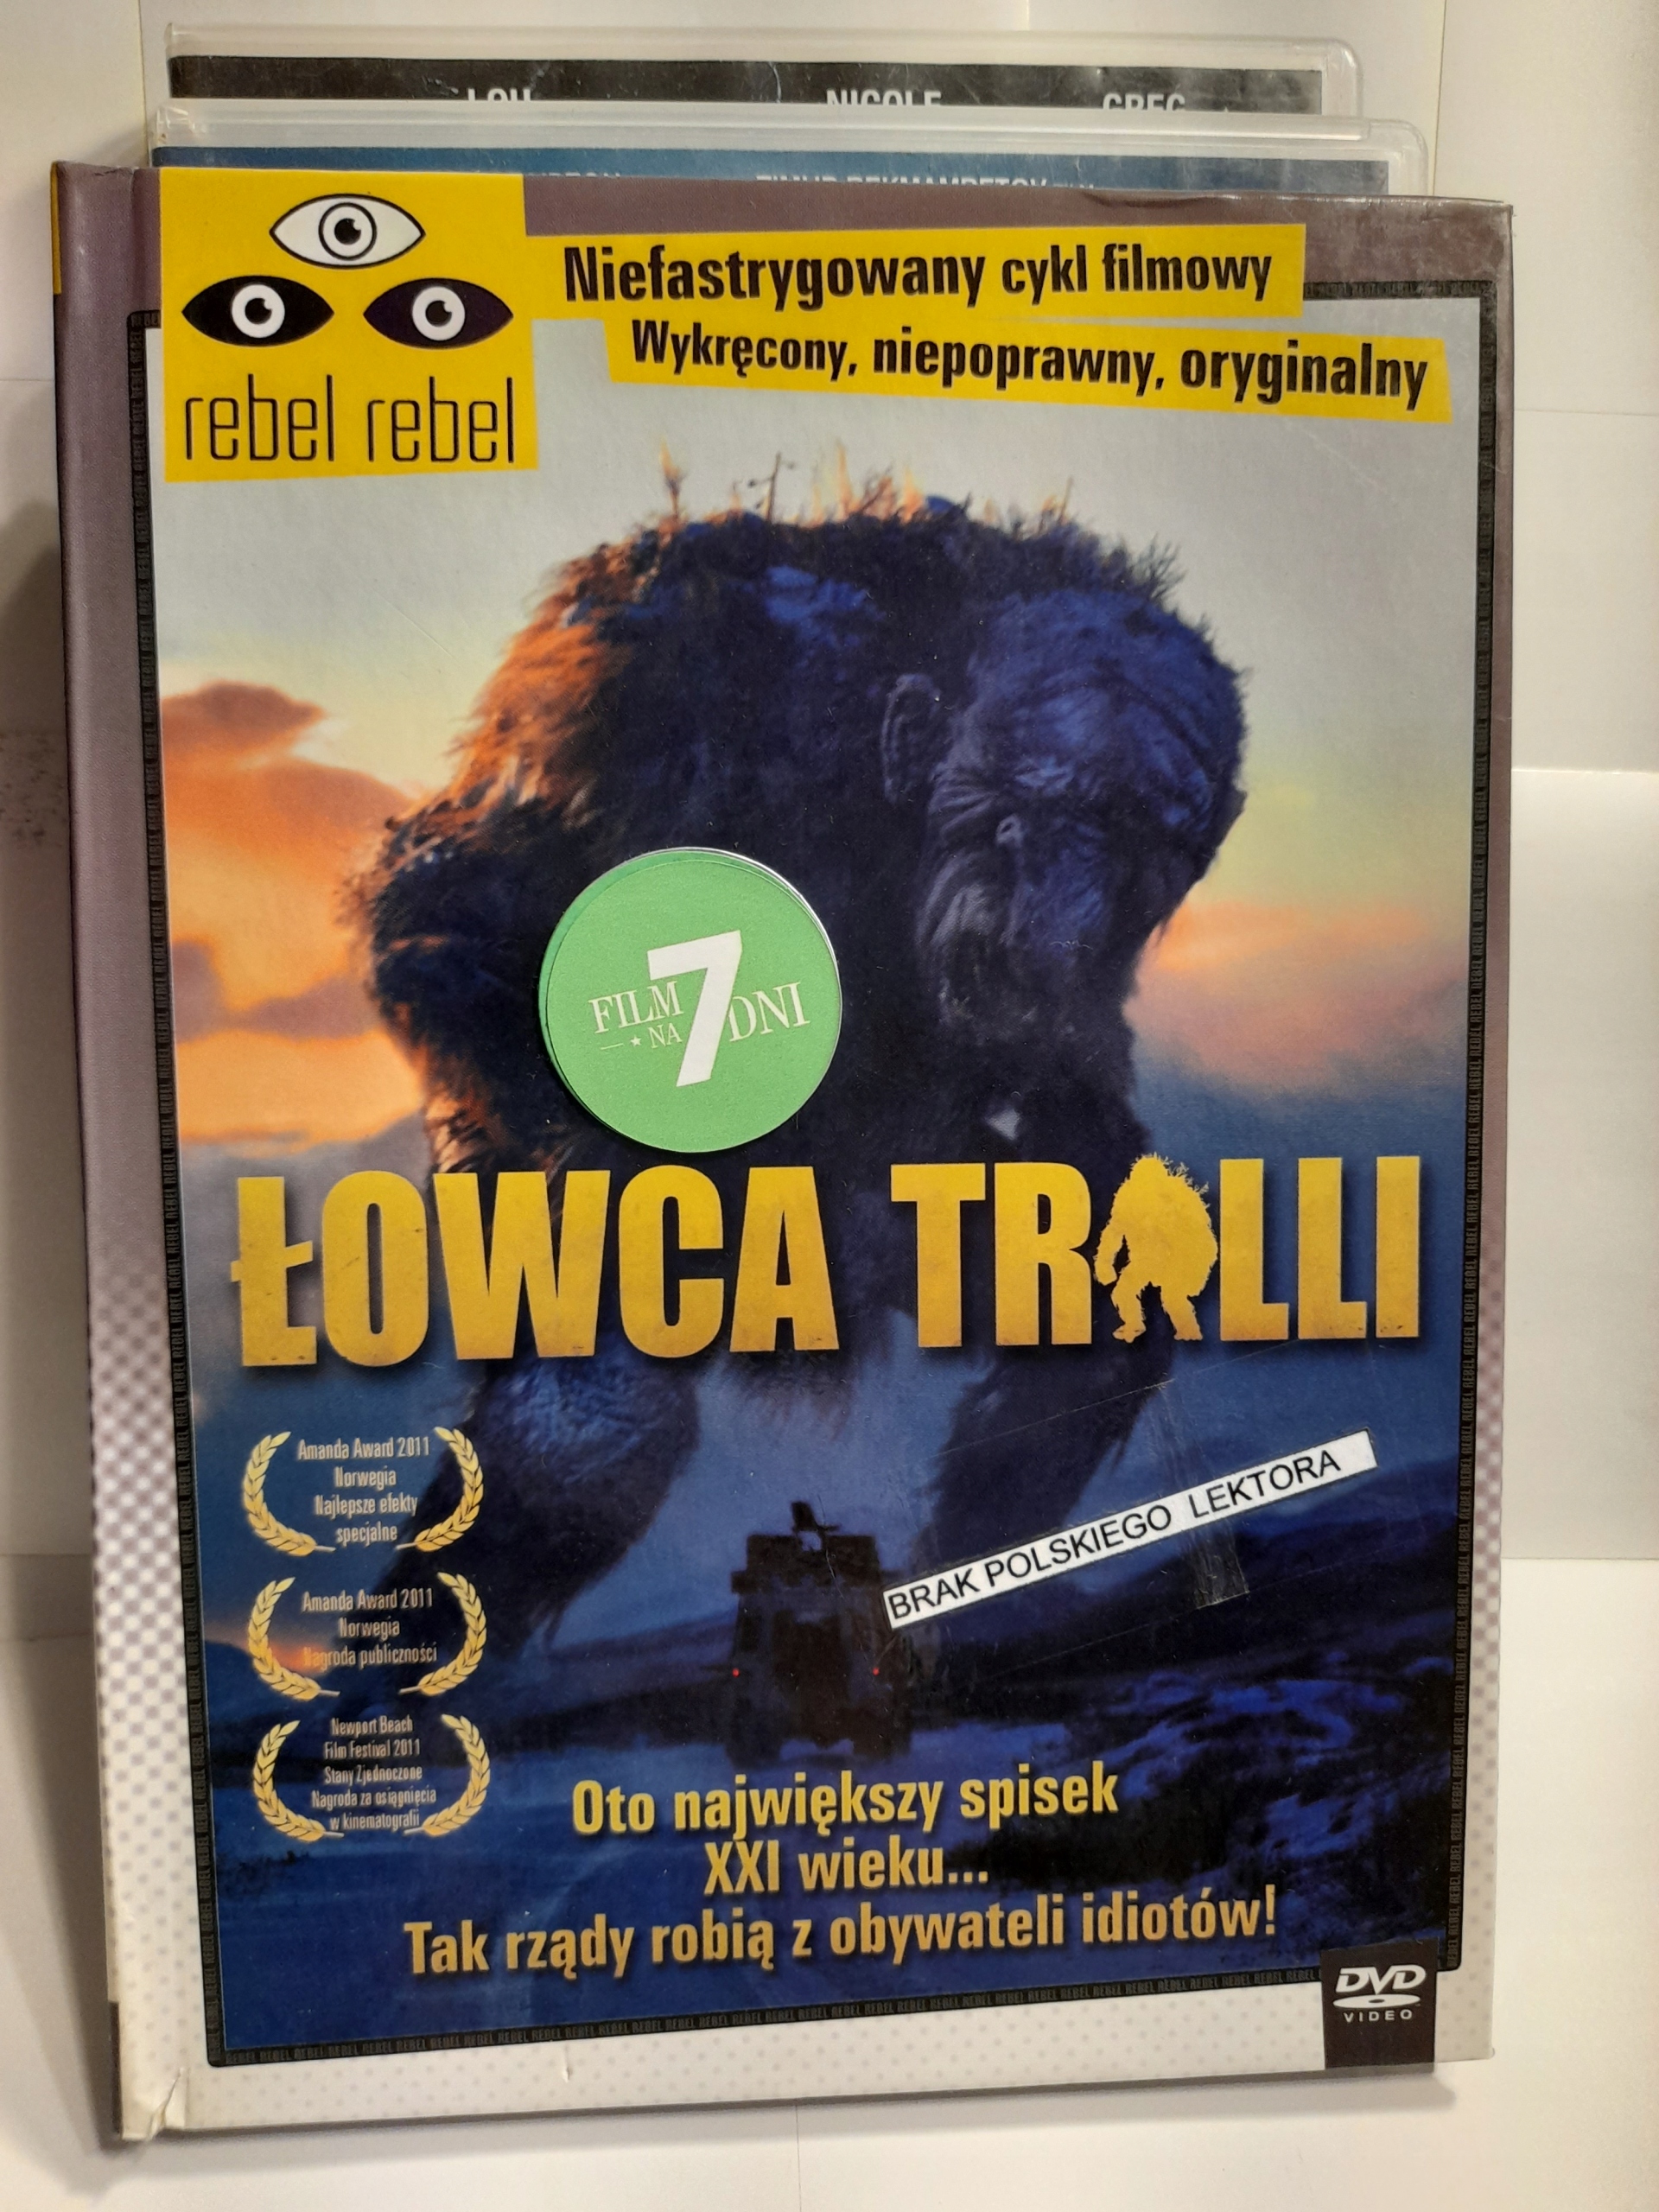 NICOLE
GREG
rebel rebel
Niefastrygowany cykl filmowy
Wykręcony, niepoprawny, oryginalny
FILM
NA
7
DNI
ŁOWCA TROLLI
Amanda Award 2011
Norwegia
Najlepsze efekty
specjalne
BRAK POLSKIEGO LEKTORA
Amanda Award 2011
Norwegia
Nagroda publiczności
Newport Beach
Film Festival 2011
Stany Zjednoczone
Nagroda za osiągnięcia
w kinematografii
Oto największy spisek
XXI wieku...
Tak rządy robią z obywateli idiotów!
DVD
VIDEO